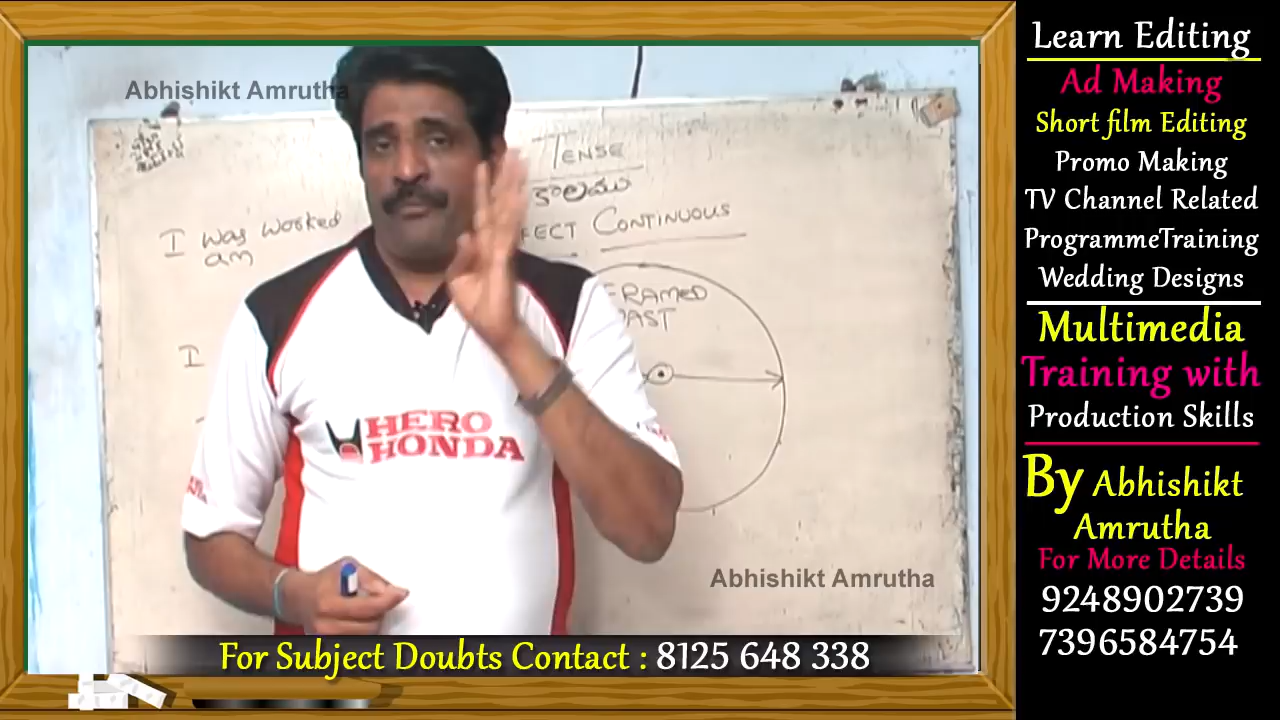 Abhishikt Amrutha
TENSE
కాలము
FECT CONTINUOUS
I was worked
am
FRAMED
PAST
I
HERO
HONDA
Abhishikt Amrutha
For Subject Doubts Contact : 8125 648 338
Learn Editing
Ad Making
Short film Editing
Promo Making
TV Channel Related
ProgrammeTraining
Wedding Designs
Multimedia
Training with
Production Skills
By Abhishikt
Amrutha
For More Details
9248902739
7396584754